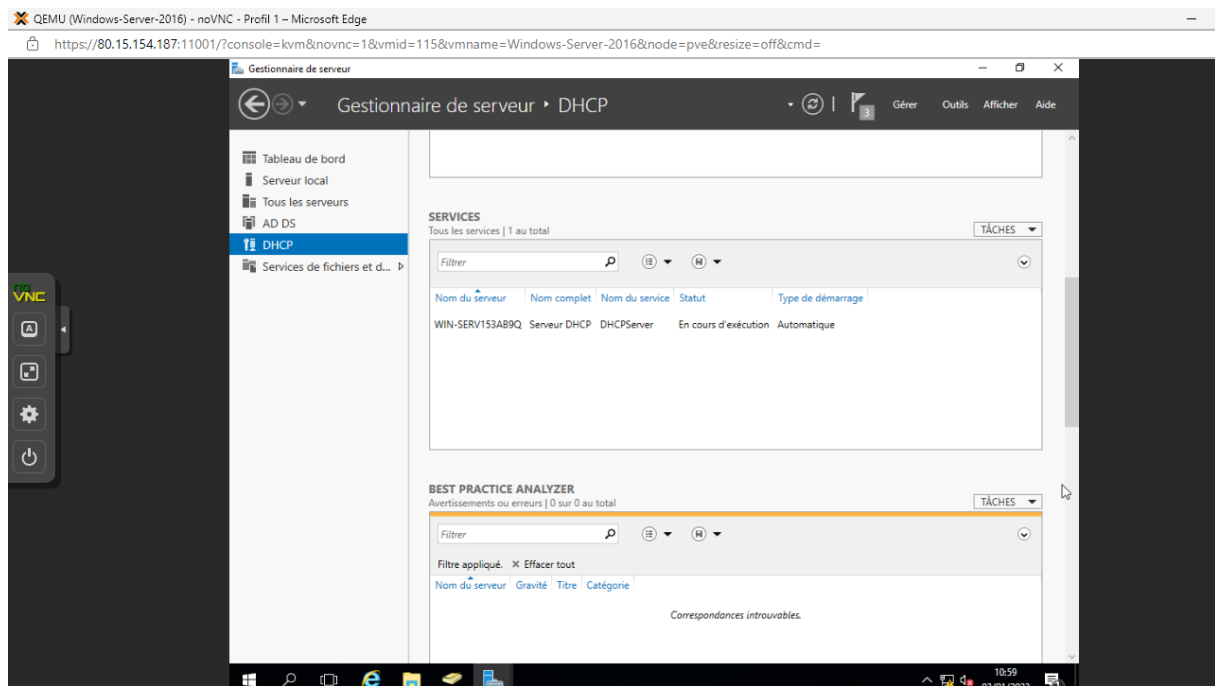 QEMU (Windows-Server-2016) - noVNC - Profil 1 – Microsoft Edge
https://80.15.154.187:11001/?console=kvm&novnc=1&vmid=115&vmname=Windows-Server-2016&node=pve&resize=off&cmd=
Gestionnaire de serveur
Gestionnaire de serveur ‣ DHCP
3
Gérer Outils Afficher Aide
Tableau de bord
Serveur local
Tous les serveurs
AD DS
DHCP
Services de fichiers et d...
no
VNC
A
SERVICES
Tous les services | 1 au total
TÂCHES
Filtrer
Nom du serveur Nom complet Nom du service Statut Type de démarrage
WIN-SERV153AB9Q Serveur DHCP DHCPServer En cours d'exécution Automatique
BEST PRACTICE ANALYZER
Avertissements ou erreurs | 0 sur 0 au total
TÂCHES
Filtrer
Filtre appliqué. × Effacer tout
Nom du serveur Gravité Titre Catégorie
Correspondances introuvables.
10:59